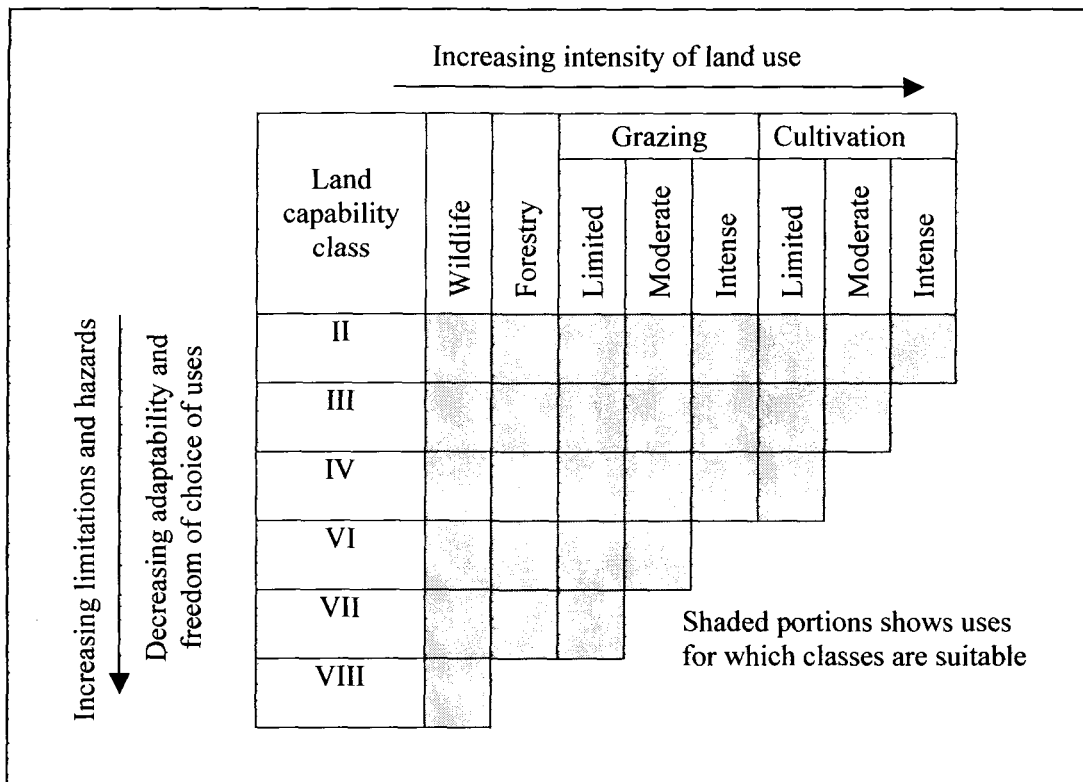 Increasing intensity of land use
Increasing limitations and hazards
Decreasing adaptability and
freedom of choice of uses
Land
capability
class
Wildlife
Forestry
Grazing
Cultivation
Limited
Moderate
Intense
Limited
Moderate
Intense
II
III
IV
VI
VII
VIII
Shaded portions shows uses
for which classes are suitable